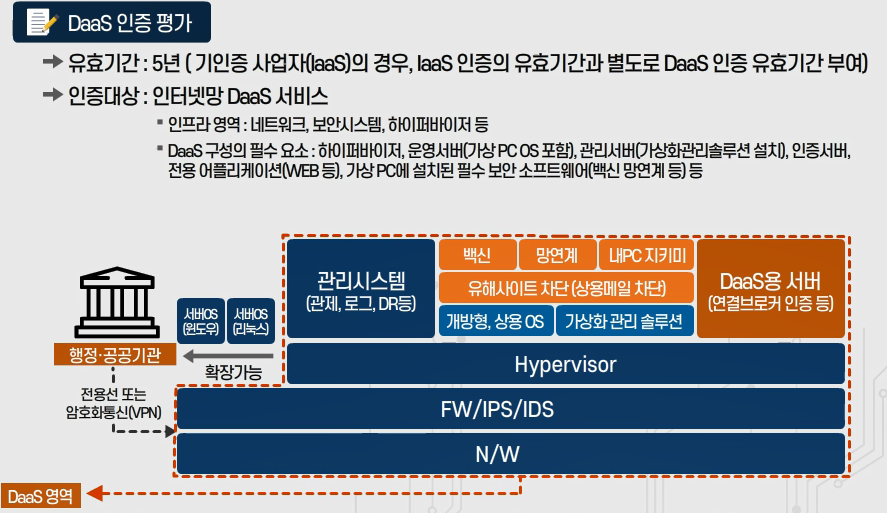 DaaS 인증 평가
유효기간 : 5년 ( 기인증 사업자(IaaS)의 경우, IaaS 인증의 유효기간과 별도로 DaaS 인증 유효기간 부여)
인증대상 : 인터넷망 DaaS 서비스
인프라 영역 : 네트워크, 보안시스템, 하이퍼바이저 등
DaaS 구성의 필수 요소 : 하이퍼바이저, 운영서버(가상 PC OS 포함), 관리서버(가상화관리솔루션 설치), 인증서버,
전용 어플리케이션(WEB 등), 가상 PC에 설치된 필수 보안 소프트웨어(백신 망연계 등) 등
관리시스템
(관제, 로그, DR등)
백신
망연계
내PC 지키미
유해사이트 차단 (상용메일 차단)
개방형, 상용 OS
가상화 관리 솔루션
DaaS용 서버
(연결브로커 인증 등)
서버OS
(윈도우)
서버OS
(리눅스)
행정·공공기관
확장가능
Hypervisor
전용선 또는
암호화통신(VPN)
FW/IPS/IDS
N/W
DaaS 영역